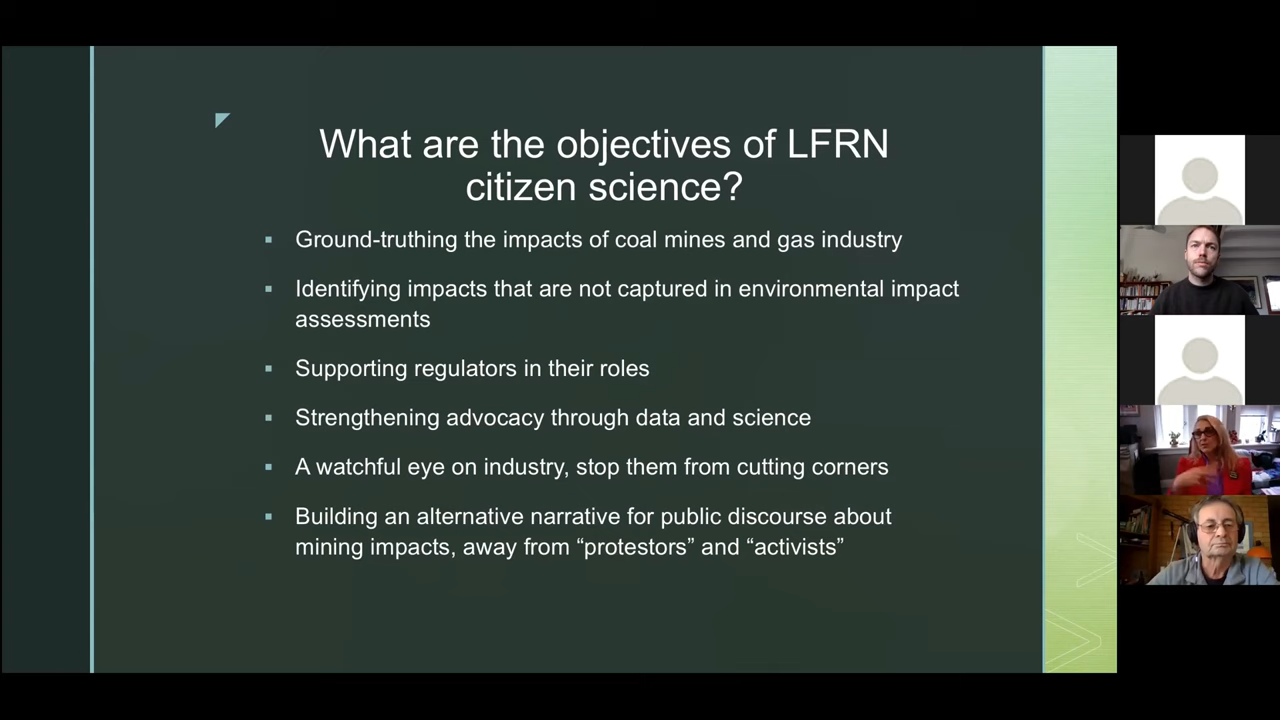 What are the objectives of LFRN
citizen science?
▪ Ground-truthing the impacts of coal mines and gas industry
▪ Identifying impacts that are not captured in environmental impact
assessments
▪ Supporting regulators in their roles
▪ Strengthening advocacy through data and science
▪ A watchful eye on industry, stop them from cutting corners
▪ Building an alternative narrative for public discourse about
mining impacts, away from “protestors” and “activists”